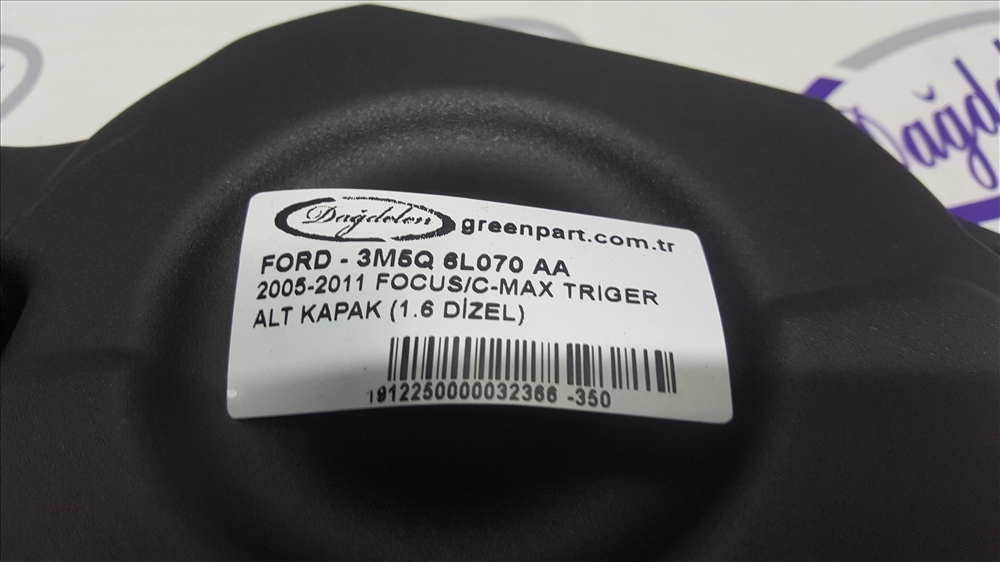 Dağdelen
Dağdelen greenpart.com.tr
FORD - 3M5Q 6L070 AA
2005-2011 FOCUS/C-MAX TRIGER
ALT KAPAK (1.6 DİZEL)
1912250000032366 -350